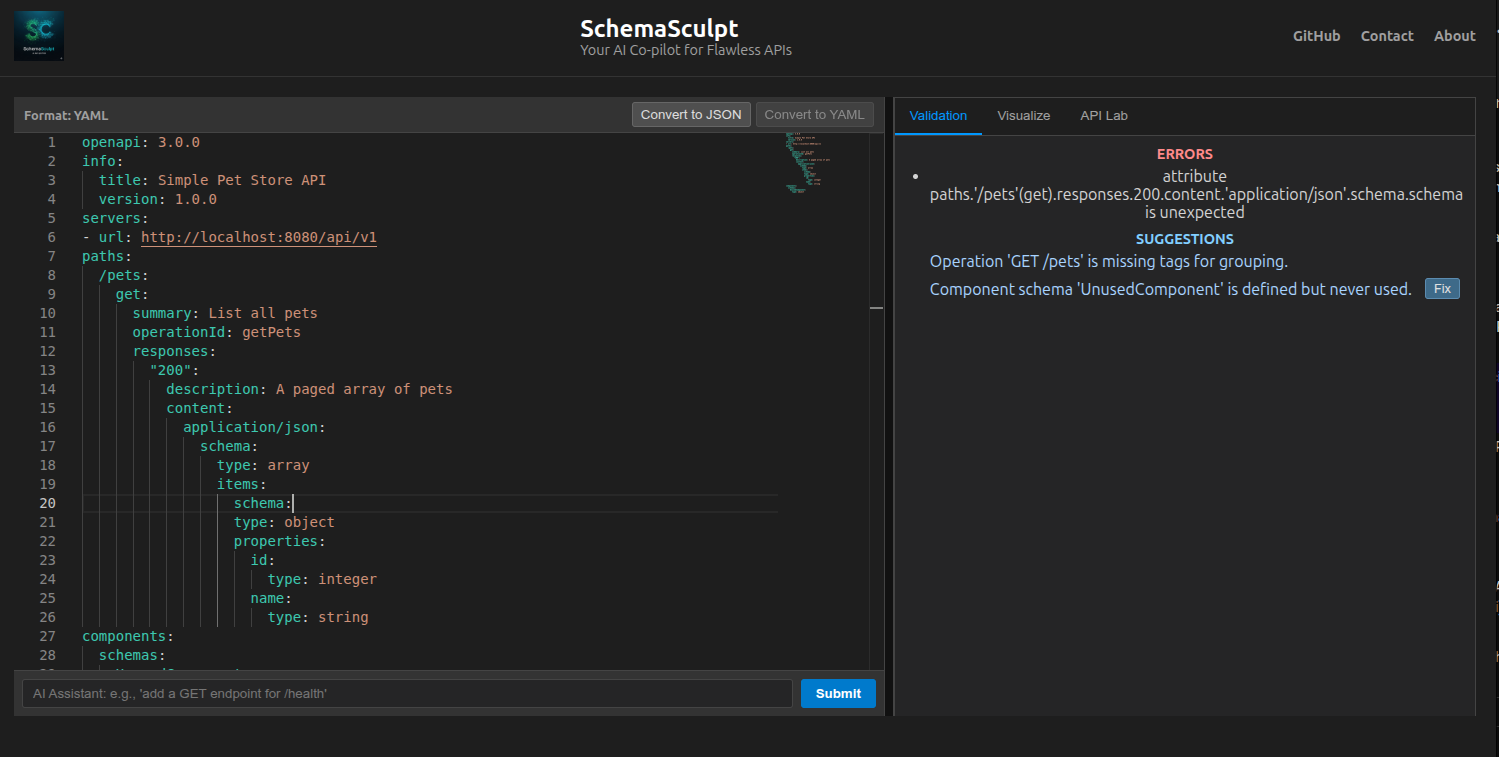 SC
SchemaSculpt
SchemaSculpt
Your AI Co-pilot for Flawless APIs
GitHub Contact About
Format: YAML Convert to JSON Convert to YAML
1 openapi: 3.0.0
2 info:
3 title: Simple Pet Store API
4 version: 1.0.0
5 servers:
6 - url: http://localhost:8080/api/v1
7 paths:
8 /pets:
9 get:
10 summary: List all pets
11 operationId: getPets
12 responses:
13 "200":
14 description: A paged array of pets
15 content:
16 application/json:
17 schema:
18 type: array
19 items:
20 schema:
21 type: object
22 properties:
23 id:
24 type: integer
25 name:
26 type: string
27 components:
28 schemas:
AI Assistant: e.g., 'add a GET endpoint for /health' Submit
Validation Visualize API Lab
ERRORS
• attribute
paths.'/pets'(get).responses.200.content.'application/json'.schema.schema
is unexpected
SUGGESTIONS
Operation 'GET /pets' is missing tags for grouping.
Component schema 'UnusedComponent' is defined but never used. Fix